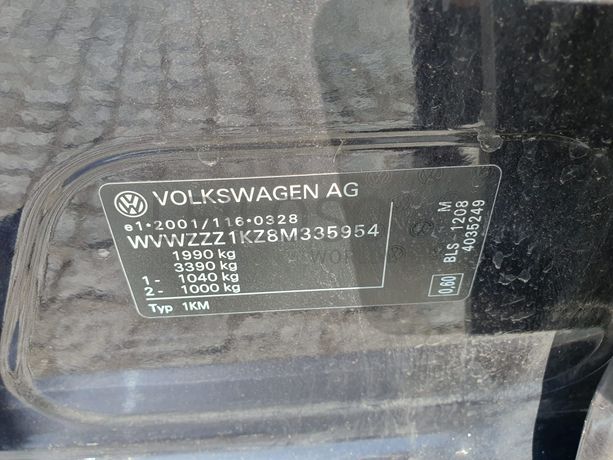 VOLKSWAGEN AG
e1*2001/116*0328
WVWZZZ1KZ8M335954
1990 kg
3390 kg
1- 1040 kg
2- 1000 kg
Typ 1KM
0,60
BLS 1208
M
4035249